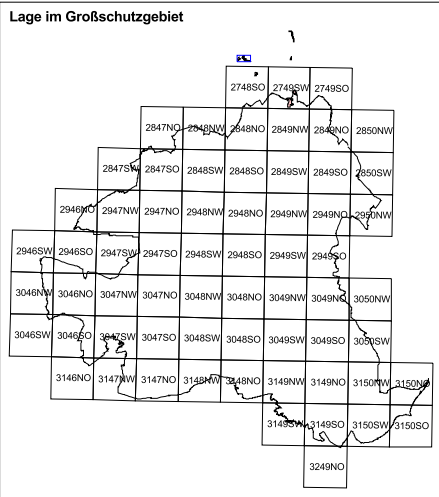 Lage im Großschutzgebiet
2748SO 2749SW 2749SO
2847NO 2848NW 2848NO 2849NW 2849NO 2850NW
2847SW 2847SO 2848SW 2848SO 2849SW 2849SO 2850SW
2946NO 2947NW 2947NO 2948NW 2948NO 2949NW 2949NO 2950NW
2946SW 2946SO 2947SW 2947SO 2948SW 2948SO 2949SW 2949SO
3046NW 3046NO 3047NW 3047NO 3048NW 3048NO 3049NW 3049NO 3050NW
3046SW 3046SO 3047SW 3047SO 3048SW 3048SO 3049SW 3049SO 3050SW
3146NO 3147NW 3147NO 3148NW 3148NO 3149NW 3149NO 3150NW 3150NO
3149SW 3149SO 3150SW 3150SO
3249NO